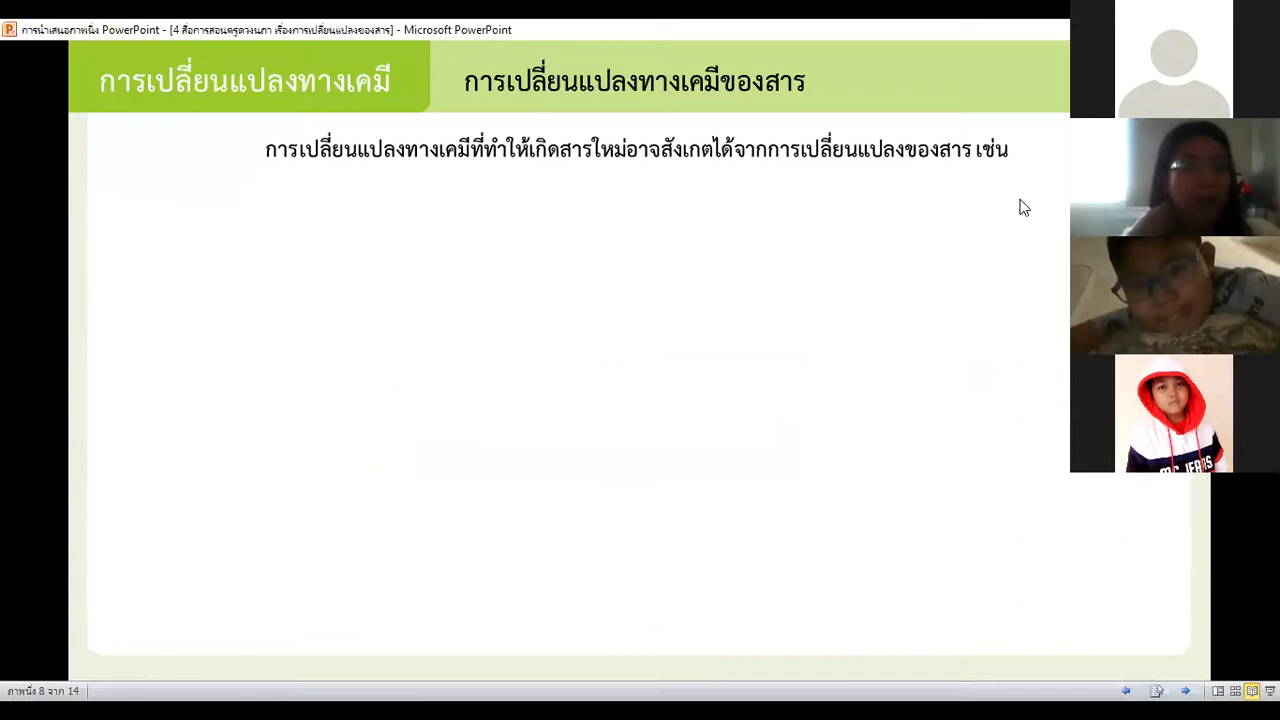 การนำเสนอภาพนิ่ง PowerPoint - [4 สื่อการสอนครูดวงนภา เรื่องการเปลี่ยนแปลงของสาร] - Microsoft PowerPoint
การเปลี่ยนแปลงทางเคมี
การเปลี่ยนแปลงทางเคมีของสาร
การเปลี่ยนแปลงทางเคมีที่ทำให้เกิดสารใหม่อาจสังเกตได้จากการเปลี่ยนแปลงของสาร เช่น
ภาพนิ่ง 8 จาก 14